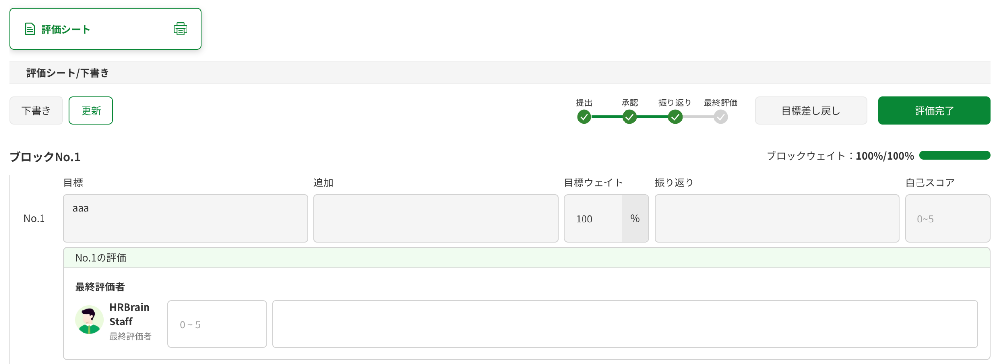 評価シート
評価シート/下書き
下書き
更新
提出
承認
振り返り
最終評価
目標差し戻し
評価完了
ブロックNo.1
ブロックウェイト：100%/100%
目標
追加
目標ウェイト
振り返り
自己スコア
No.1
aaa
100
%
0~5
No.1の評価
最終評価者
HRBrain
Staff
最終評価者
0 ~ 5